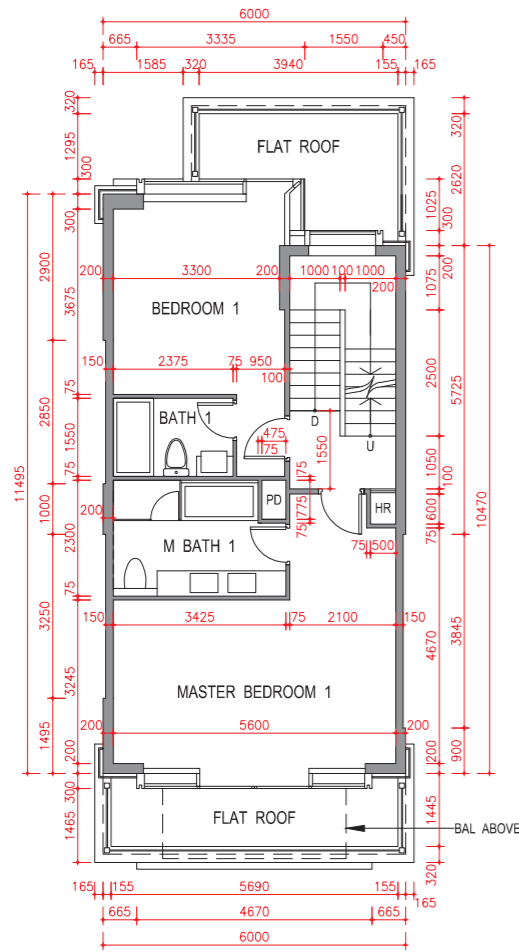 6000
665 3335 1550 450
165 1585 320 3940 155 165
320
1295
300
300
FLAT ROOF
320
2620
1025
300
200
1075
200 3300 200 1000 100 1000
200
BEDROOM 1
2900
3675
150 2375 75 950
100
2500
5725
75
BATH 1
475
75
D
U
2850
1550
1550
1050
100
11495
75
75
PD
HR
600
10470
200
1000
775
M BATH 1
75
75
75 500
2300
75
150 3425 75 2100 150
3250
4670
3845
3245
MASTER BEDROOM 1
200 5600 200
1495
200
200
900
300
1465
FLAT ROOF
BAL ABOVE
1445
320
165 155 5690 155 165
665 4670 665
6000